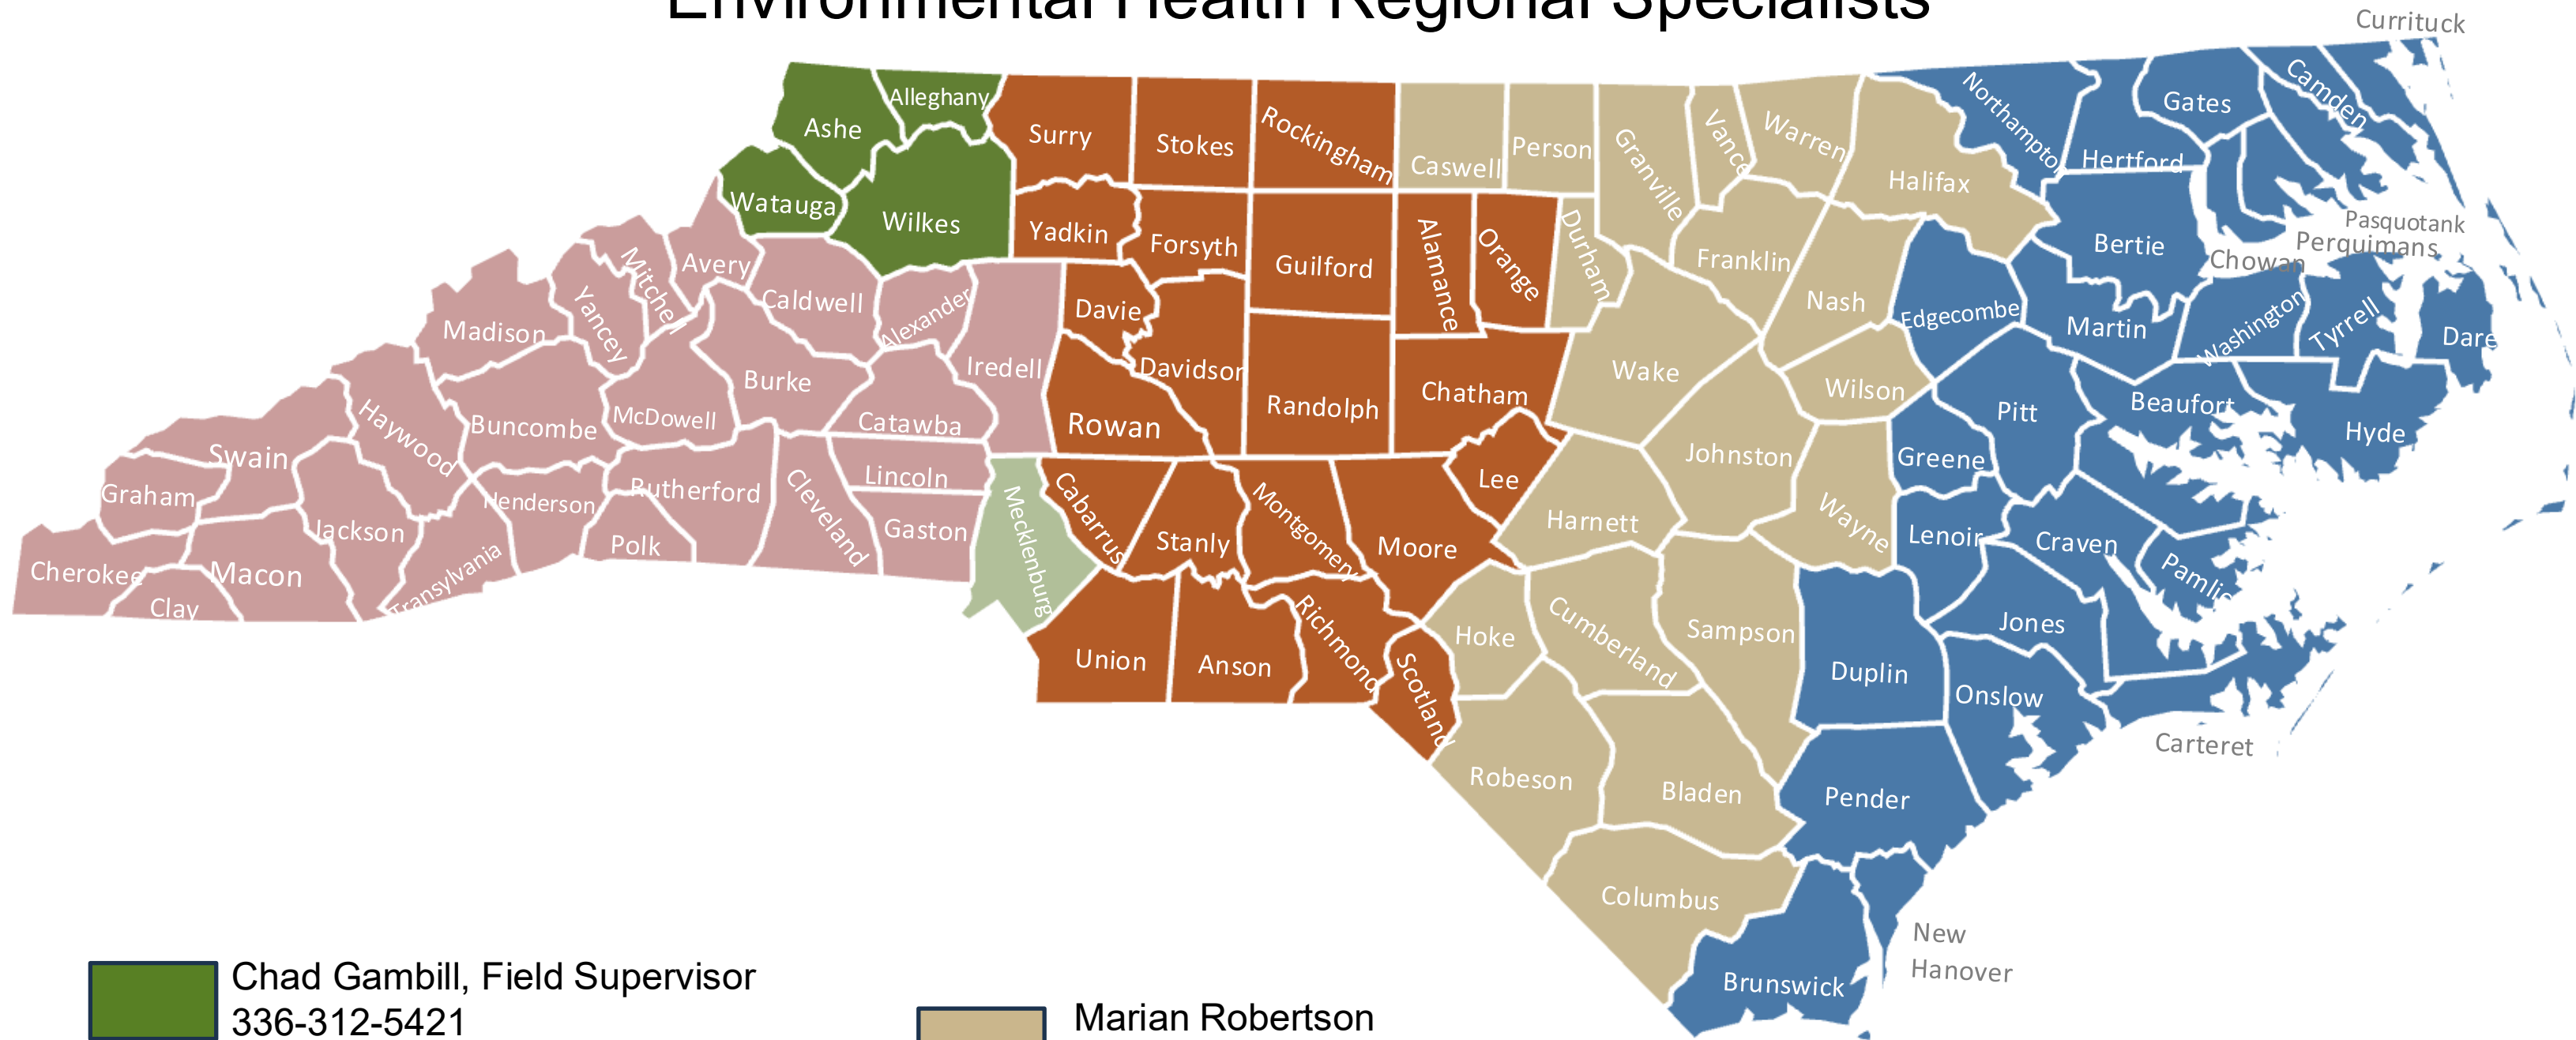 Environmental Health Regional Specialists
Currituck
Camden
Northampton
Gates
Alleghany
Ashe
Surry
Stokes
Rockingham
Caswell
Person
Granville
Vance
Warren
Halifax
Hertford
Watauga
Wilkes
Yadkin
Forsyth
Guilford
Alamance
Orange
Durham
Franklin
Nash
Edgecombe
Bertie
Pasquotank
Perquimans
Chowan
Mitchell
Avery
Yancey
Madison
Caldwell
Alexander
Iredell
Davie
Davidson
Randolph
Chatham
Wake
Wilson
Martin
Washington
Tyrrell
Dare
Burke
McDowell
Buncombe
Haywood
Swain
Catawba
Rowan
Lee
Johnston
Pitt
Beaufort
Hyde
Greene
Graham
Jackson
Henderson
Rutherford
Cleveland
Lincoln
Gaston
Mecklenburg
Cabarrus
Stanly
Montgomery
Moore
Harnett
Wayne
Lenoir
Craven
Pamlico
Cherokee
Clay
Macon
Transylvania
Polk
Union
Anson
Richmond
Scotland
Hoke
Cumberland
Sampson
Duplin
Jones
Onslow
Carteret
Robeson
Bladen
Pender
Columbus
Brunswick
New
Hanover
Chad Gambill, Field Supervisor
336-312-5421
Marian Robertson